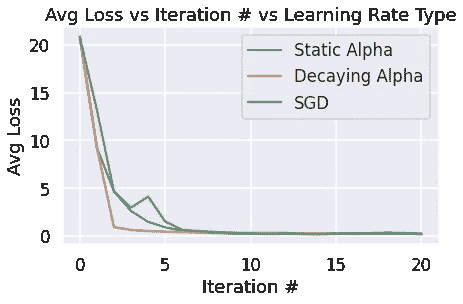 Avg Loss vs Iteration # vs Learning Rate Type
Static Alpha
Decaying Alpha
SGD
20
15
10
5
0
Avg Loss
0 5 10 15 20
Iteration #